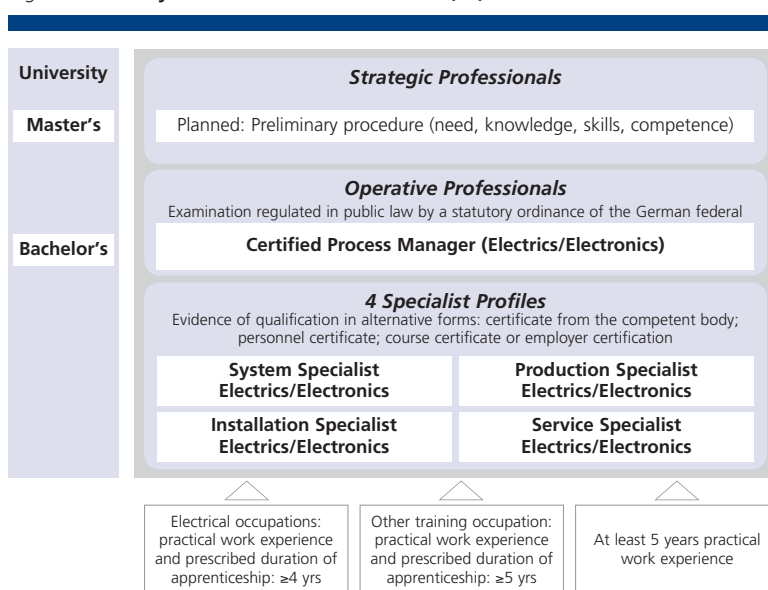 University
Master's
Bachelor's
Strategic Professionals
Planned: Preliminary procedure (need, knowledge, skills, competence)
Operative Professionals
Examination regulated in public law by a statutory ordinance of the German federal
Certified Process Manager (Electrics/Electronics)
4 Specialist Profiles
Evidence of qualification in alternative forms: certificate from the competent body;
personnel certificate; course certificate or employer certification
System Specialist
Electrics/Electronics
Production Specialist
Electrics/Electronics
Installation Specialist
Electrics/Electronics
Service Specialist
Electrics/Electronics
Electrical occupations:
practical work experience
and prescribed duration of
apprenticeship: ≥4 yrs
Other training occupation:
practical work experience
and prescribed duration of
apprenticeship: ≥5 yrs
At least 5 years practical
work experience